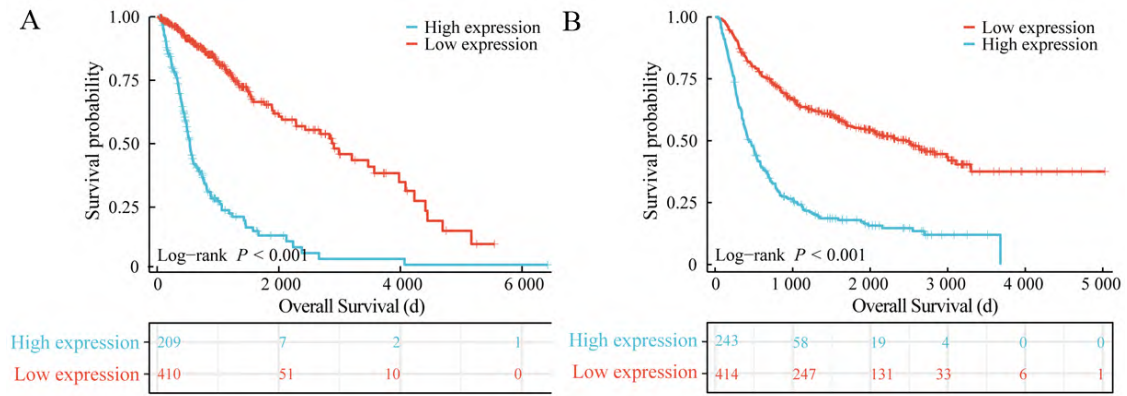 A
High expression
Low expression
1.00
0.75
0.50
0.25
0
Survival probability
Log-rank P < 0.001
0
2 000
4 000
6 000
Overall Survival (d)
High expression 209 7 2 1
Low expression 410 51 10 0
B
Low expression
High expression
1.00
0.75
0.50
0.25
0
Survival probability
Log-rank P < 0.001
0
1 000
2 000
3 000
4 000
5 000
Overall Survival (d)
High expression 243 58 19 4 0 0
Low expression 414 247 131 33 6 1